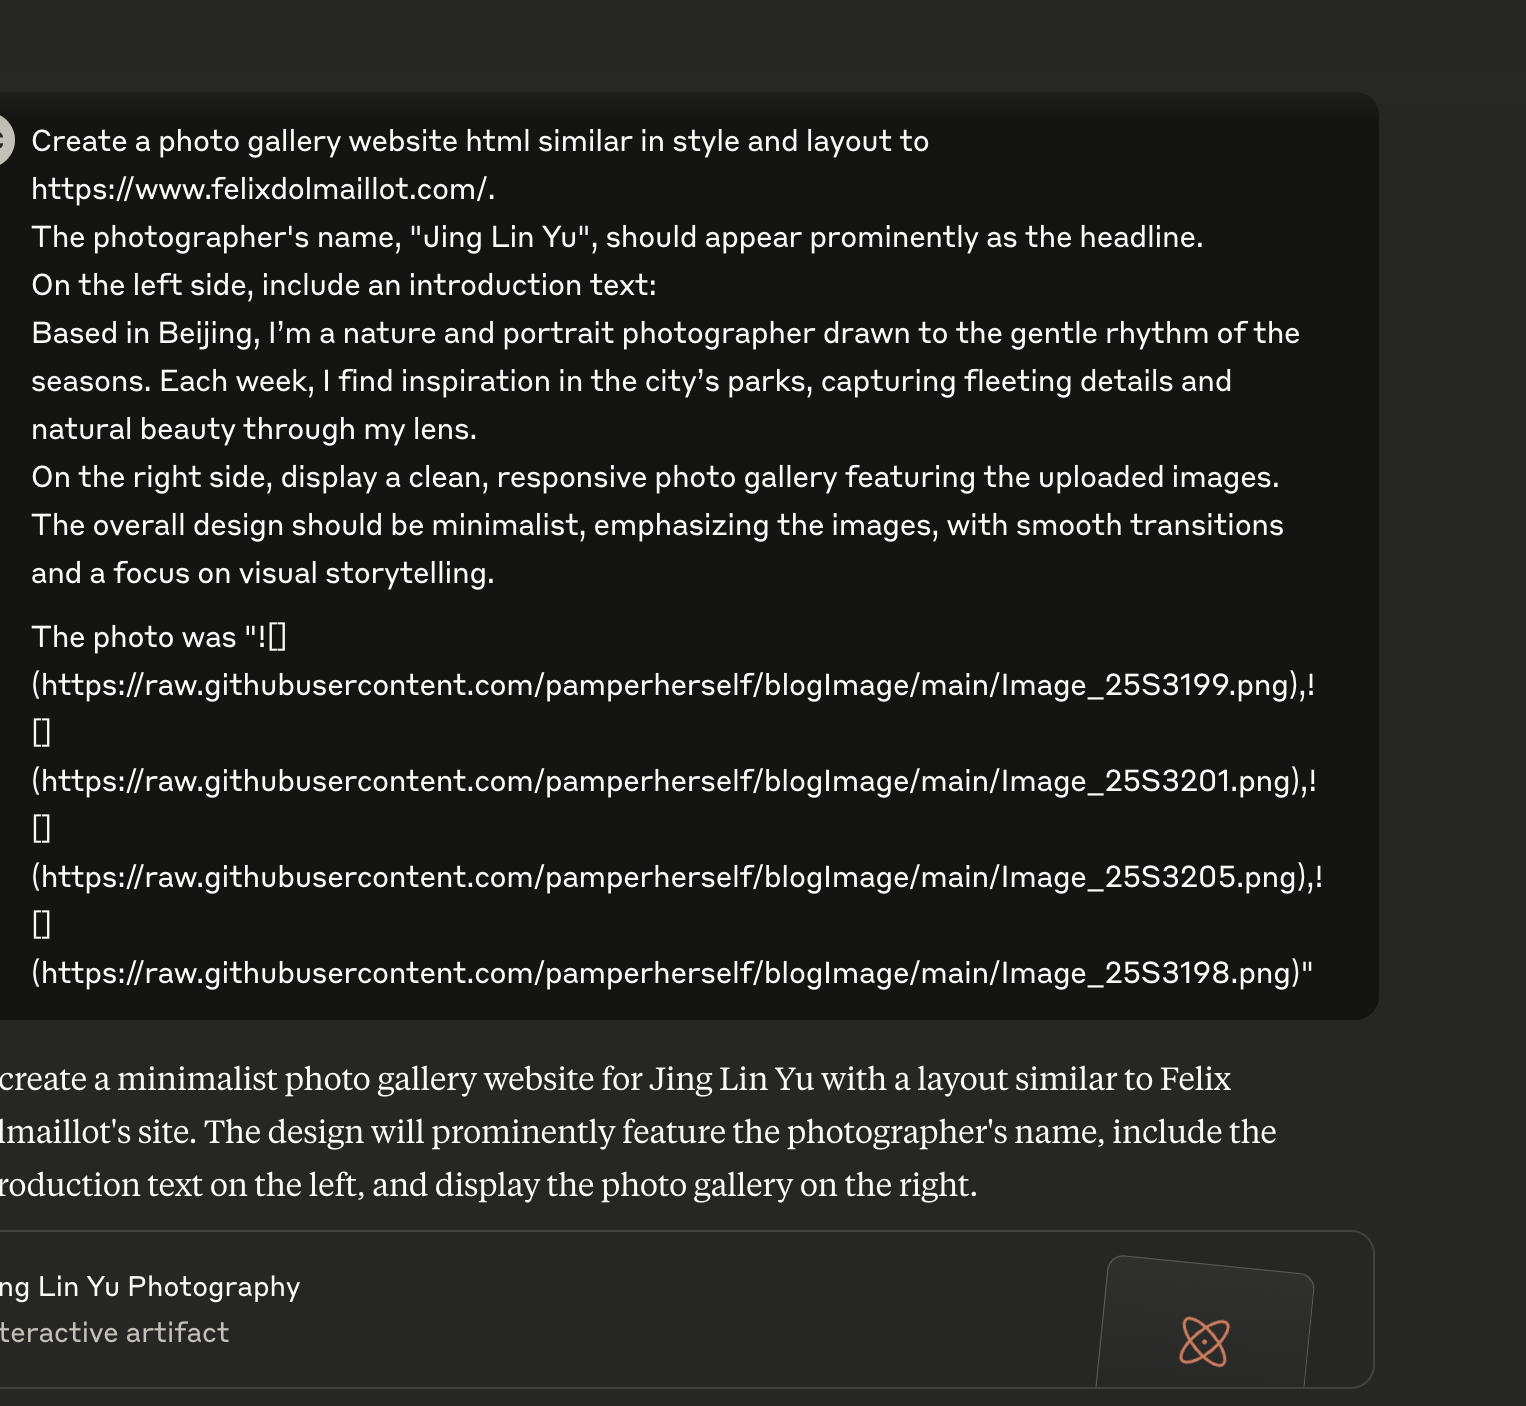 Create a photo gallery website html similar in style and layout to
https://www.felixdolmaillot.com/.
The photographer's name, "Jing Lin Yu", should appear prominently as the headline.
On the left side, include an introduction text:
Based in Beijing, I’m a nature and portrait photographer drawn to the gentle rhythm of the
seasons. Each week, I find inspiration in the city’s parks, capturing fleeting details and
natural beauty through my lens.
On the right side, display a clean, responsive photo gallery featuring the uploaded images.
The overall design should be minimalist, emphasizing the images, with smooth transitions
and a focus on visual storytelling.
The photo was "![]
(https://raw.githubusercontent.com/pamperherself/blogImage/main/Image_25S3199.png),!
[]
(https://raw.githubusercontent.com/pamperherself/blogImage/main/Image_25S3201.png),!
[]
(https://raw.githubusercontent.com/pamperherself/blogImage/main/Image_25S3205.png),!
[]
(https://raw.githubusercontent.com/pamperherself/blogImage/main/Image_25S3198.png)"
create a minimalist photo gallery website for Jing Lin Yu with a layout similar to Felix
lmaillot's site. The design will prominently feature the photographer's name, include the
roduction text on the left, and display the photo gallery on the right.
ng Lin Yu Photography
teractive artifact